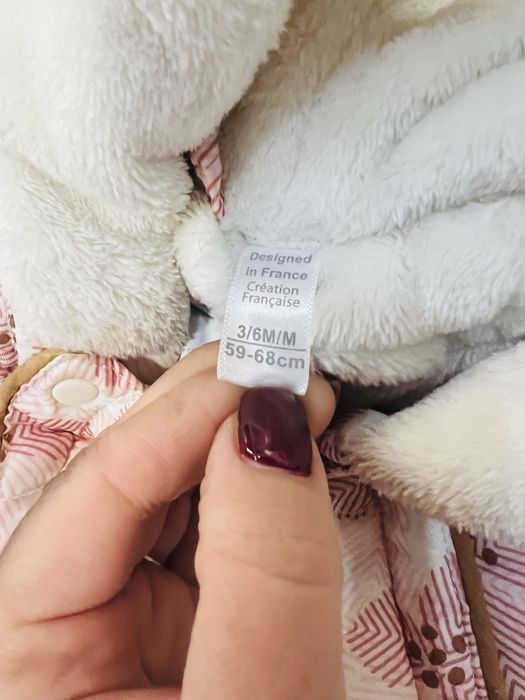 Designed
in France
Création
Française
3/6M/M
59-68cm